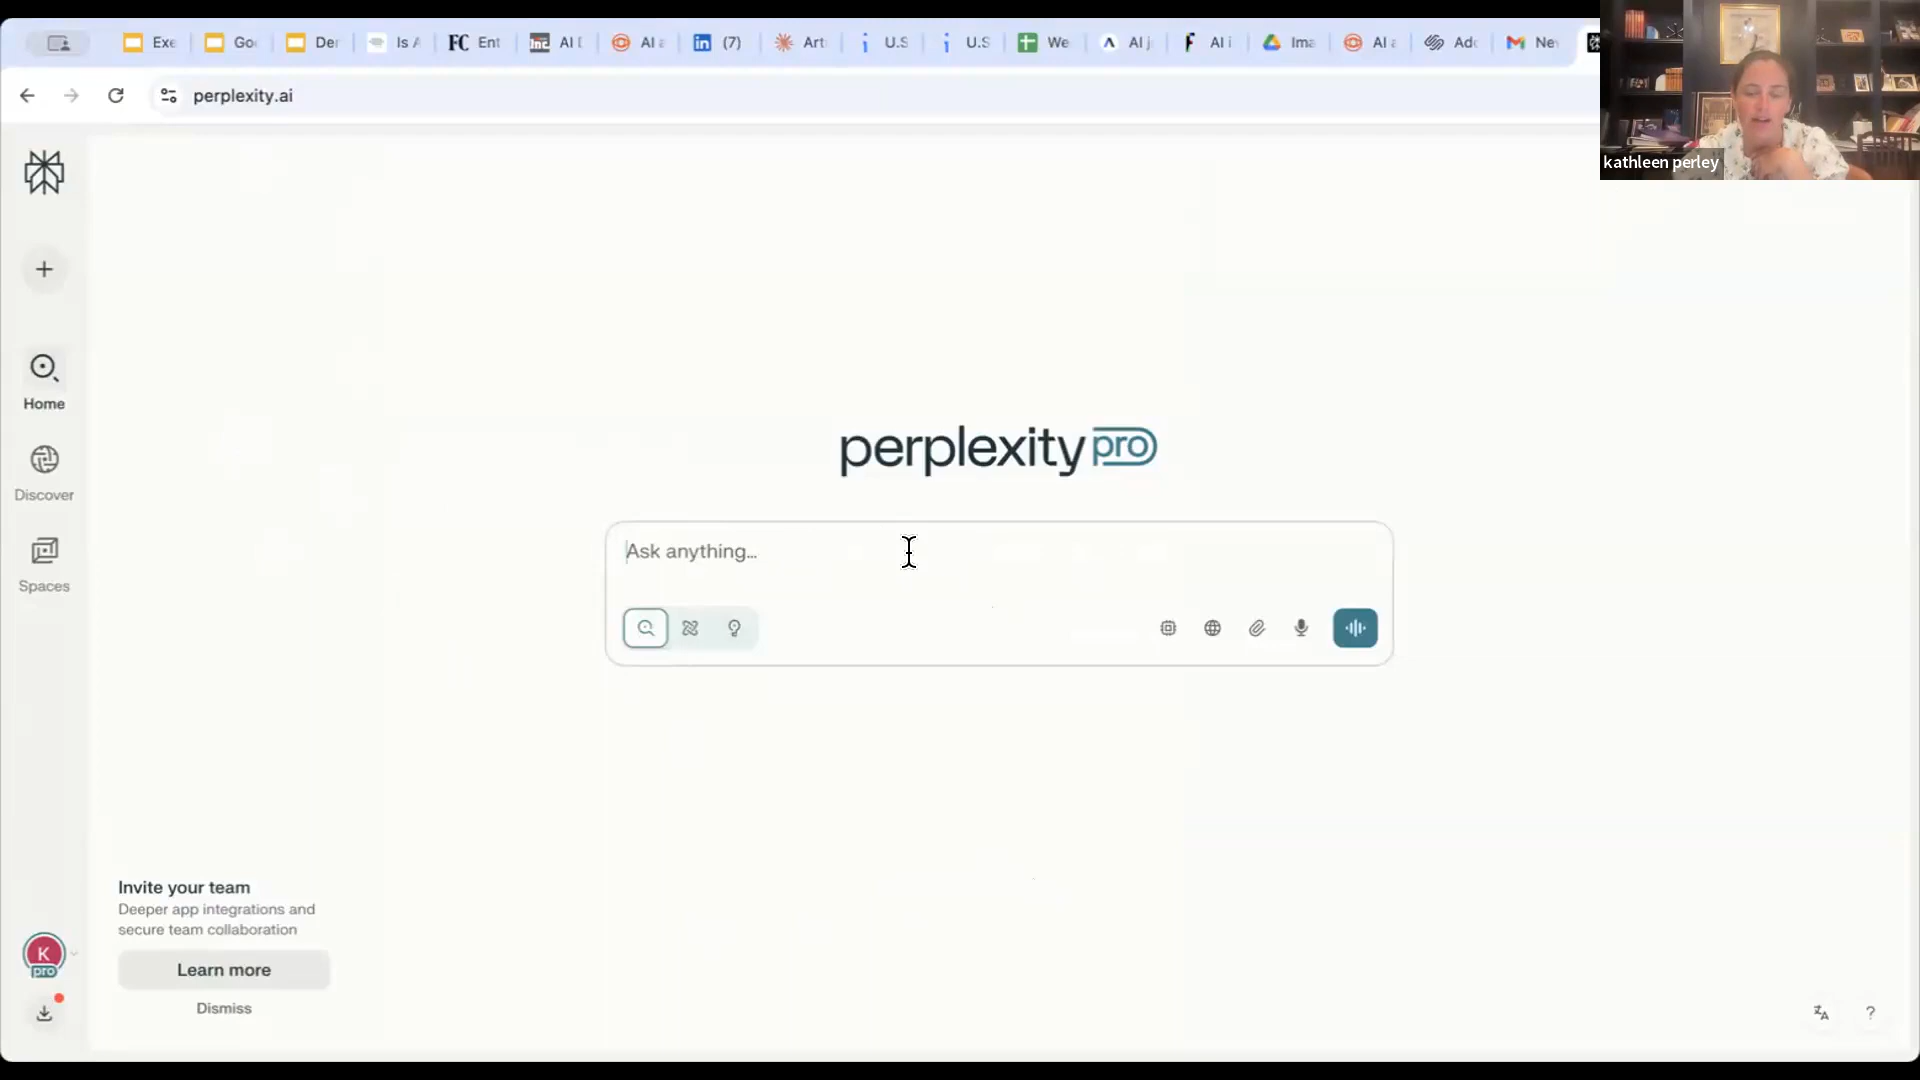 Exe
Go
Der
Is A
FC Ent
Inc AI
AI a
in (7)
Art
U.S
U.S
We
AI j
F AI i
Ima
AI a
Adc
Nev
perplexity.ai
kathleen perley
Home
Discover
Spaces
perplexity pro
Ask anything...
Invite your team
Deeper app integrations and
secure team collaboration
Learn more
Dismiss
K
pro
?